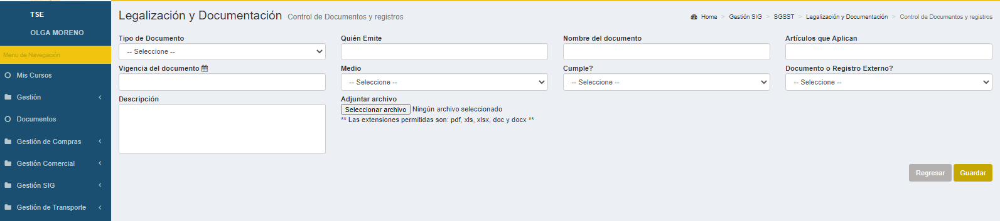 TSE
OLGA MORENO
Menu de Navegación
Mis Cursos
Gestión
Documentos
Gestión de Compras
Gestión Comercial
Gestión SIG
Gestión de Transporte
Legalización y Documentación Control de Documentos y registros
Home > Gestión SIG > SGSST > Legalización y Documentación > Control de Documentos y registros
Tipo de Documento
-- Seleccione --
Quién Emite
Nombre del documento
Artículos que Aplican
Vigencia del documento
Medio
-- Seleccione --
Cumple?
-- Seleccione --
Documento o Registro Externo?
-- Seleccione --
Descripción
Adjuntar archivo
Seleccionar archivo Ningún archivo seleccionado
** Las extensiones permitidas son: pdf, xls, xlsx, doc y docx **
Regresar
Guardar